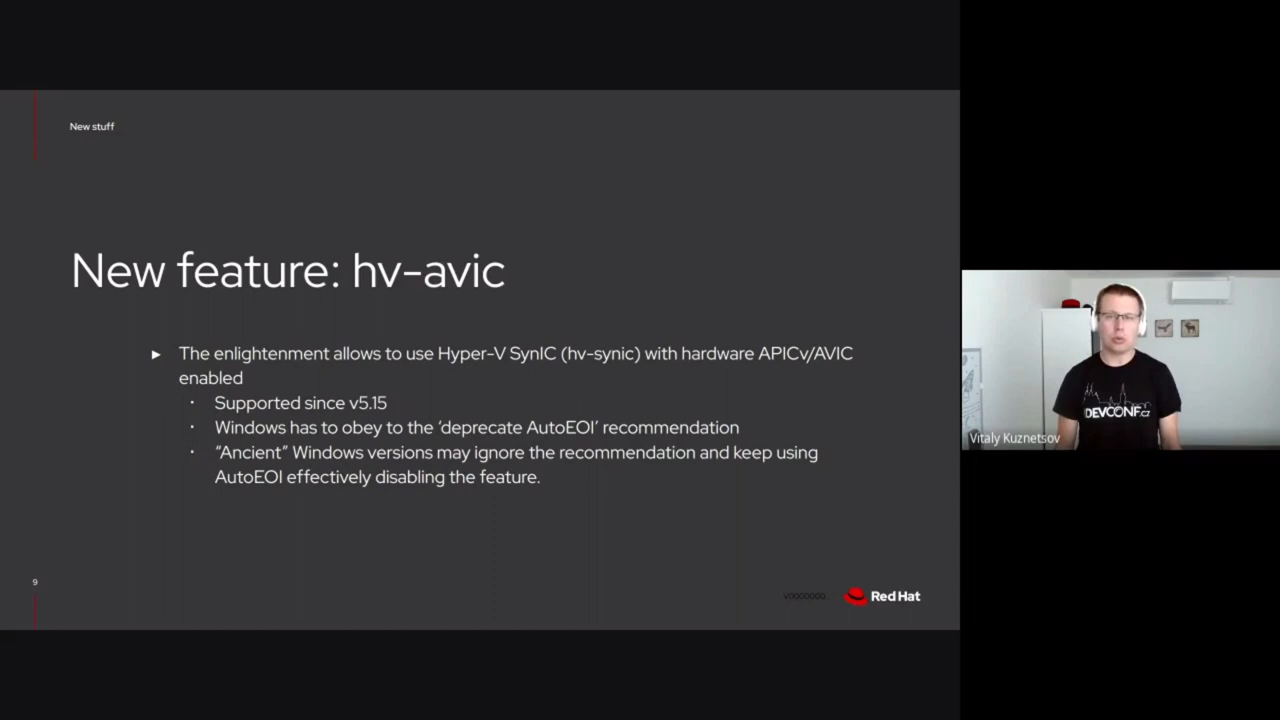 New stuff
New feature: hv-avic
► The enlightenment allows to use Hyper-V SynIC (hv-synic) with hardware APICv/AVIC
enabled
· Supported since v5.15
· Windows has to obey to the ‘deprecate AutoEOI’ recommendation
· “Ancient” Windows versions may ignore the recommendation and keep using
AutoEOI effectively disabling the feature.
9
Red Hat
DEVCONF.cz
Vitaly Kuznetsov